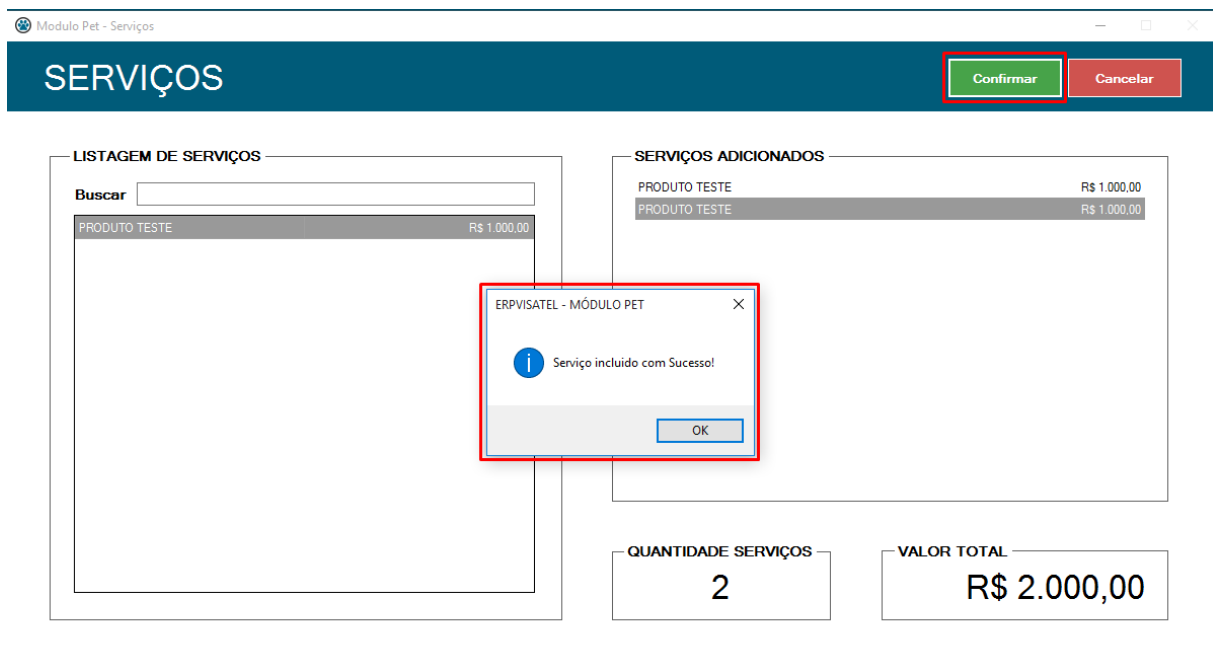 Modulo Pet - Serviços
SERVIÇOS
Confirmar
Cancelar
LISTAGEM DE SERVIÇOS
Buscar
PRODUTO TESTE R$ 1.000,00
SERVIÇOS ADICIONADOS
PRODUTO TESTE R$ 1.000,00
PRODUTO TESTE R$ 1.000,00
ERPVISATEL - MÓDULO PET
Serviço incluido com Sucesso!
OK
QUANTIDADE SERVIÇOS
2
VALOR TOTAL
R$ 2.000,00